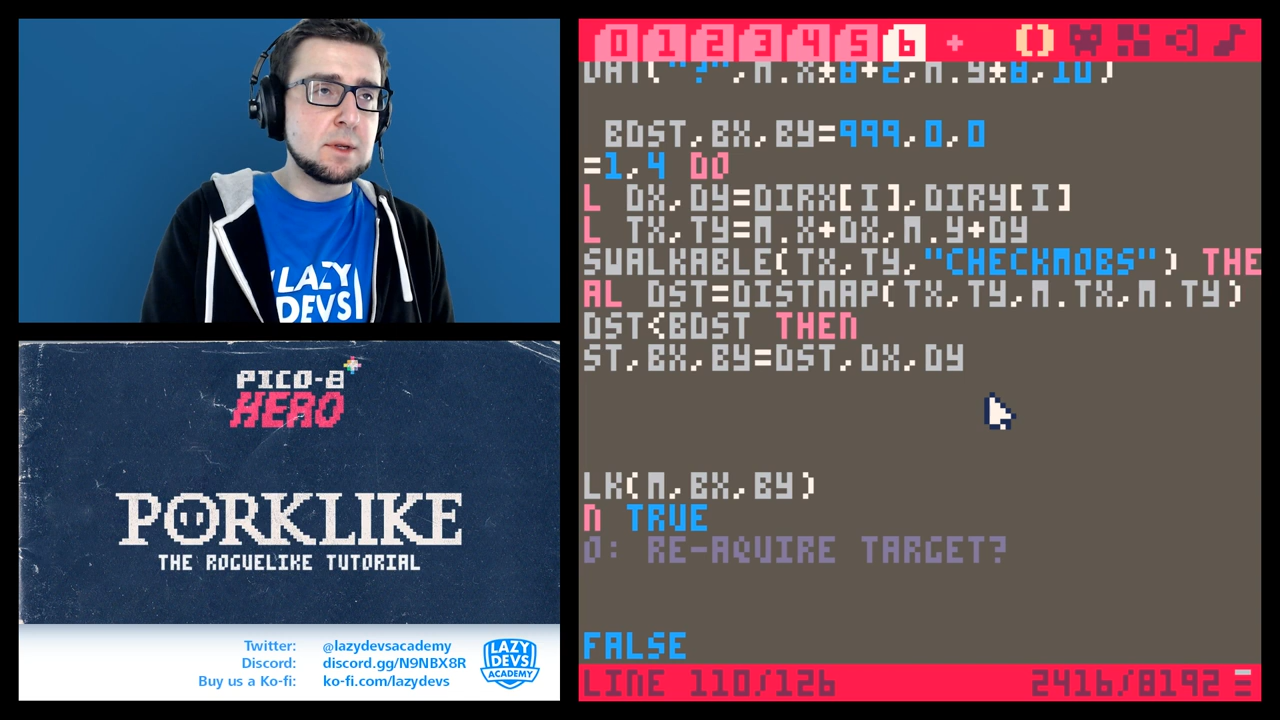 LAZY
DEVS
PICO-8
HERO
PORKLIKE
THE ROGUELIKE TUTORIAL
Twitter: @lazydevsacademy
Discord: discord.gg/N9NBX8R
Buy us a Ko-fi: ko-fi.com/lazydevs
LAZY
DEVS
ACADEMY
0 1 2 3 4 5 6 +
BDST,BX,BY=999,0,0
=1,4 DO
L DX,DY=DIRX[I],DIRY[I]
L TX,TY=M.X+DX,M.Y+DY
SWALKABLE(TX,TY,"CHECKMOBS") THE
AL DST=DISTMAP(TX,TY,M.TX,M.TY)
DST<BDST THEN
ST,BX,BY=DST,DX,DY
LK(M,BX,BY)
N TRUE
O: RE-AQUIRE TARGET?
FALSE
LINE 110/126
2416/8192